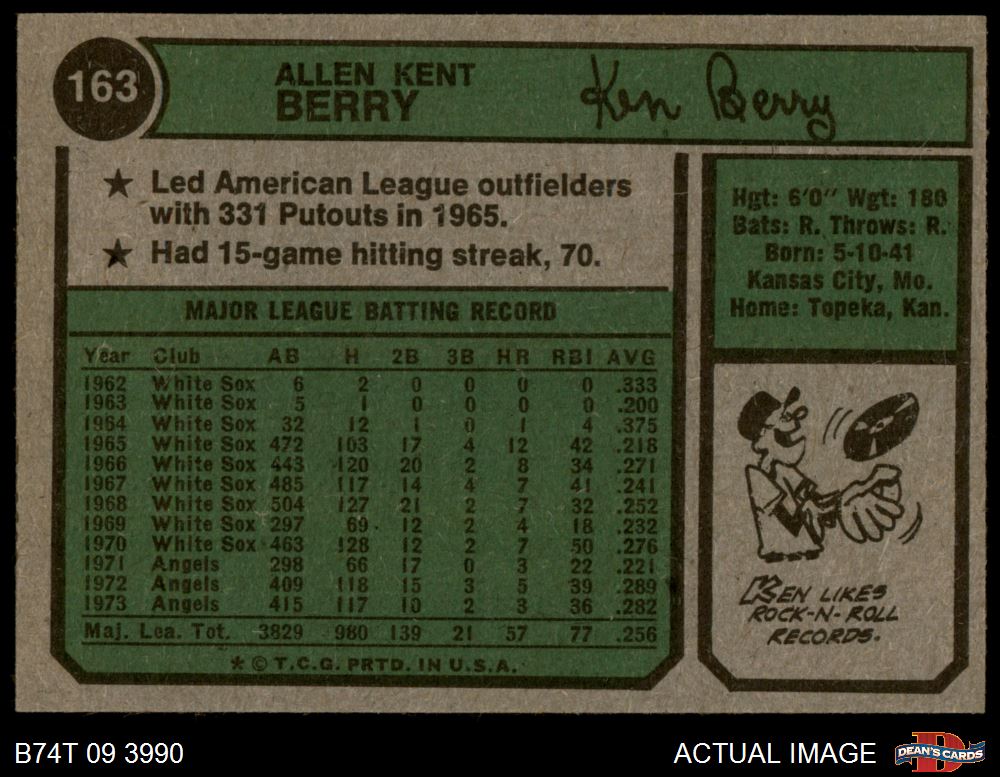 163
ALLEN KENT
BERRY
Ken Berry
★ Led American League outfielders
with 331 Putouts in 1965.
★ Had 15-game hitting streak, 70.
Hgt: 6'0" Wgt: 180
Bats: R. Throws: R.
Born: 5-10-41
Kansas City, Mo.
Home: Topeka, Kan.
MAJOR LEAGUE BATTING RECORD
Year Club AB H 2B 3B HR RBI AVG
1962 White Sox 6 2 0 0 0 0 .333
1963 White Sox 5 1 0 0 0 0 .200
1964 White Sox 32 12 1 0 1 4 .375
1965 White Sox 472 103 17 4 12 42 .218
1966 White Sox 443 120 20 2 8 34 .271
1967 White Sox 485 117 14 4 7 41 .241
1968 White Sox 504 127 21 2 7 32 .252
1969 White Sox 297 69 12 2 4 18 .232
1970 White Sox 463 128 12 2 7 50 .276
1971 Angels 298 66 17 0 3 22 .221
1972 Angels 409 118 15 3 5 39 .289
1973 Angels 415 117 10 2 3 36 .282
Maj. Lea. Tot. 3829 980 139 21 57 77 .256
★ © T.C.G. PRTD. IN U.S.A.
KEN LIKES
ROCK-N-ROLL
RECORDS.
B74T 09 3990
ACTUAL IMAGE
DEAN'S CARDS